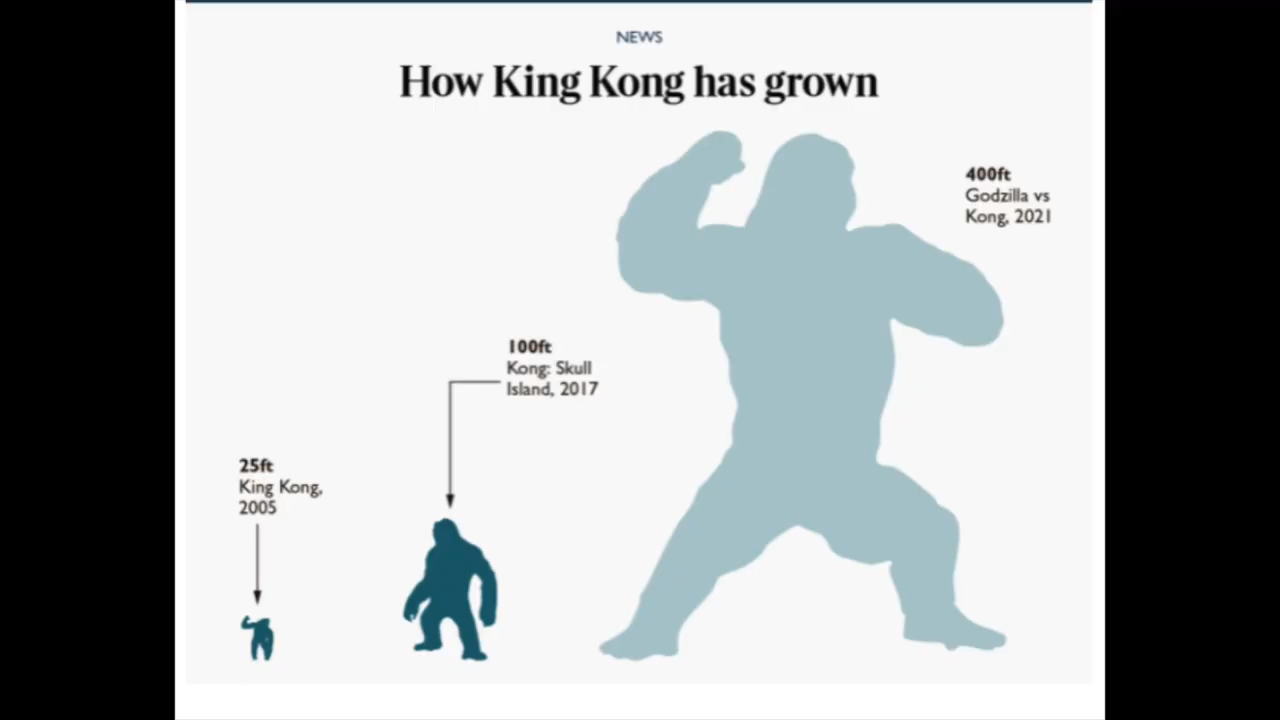 NEWS
How King Kong has grown
400ft
Godzilla vs
Kong, 2021
100ft
Kong: Skull
Island, 2017
25ft
King Kong,
2005